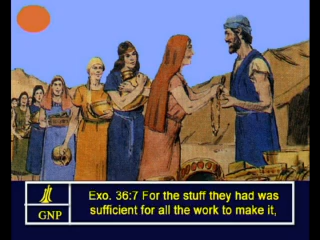 Exo. 36:7 For the stuff they had was
sufficient for all the work to make it,
GNP